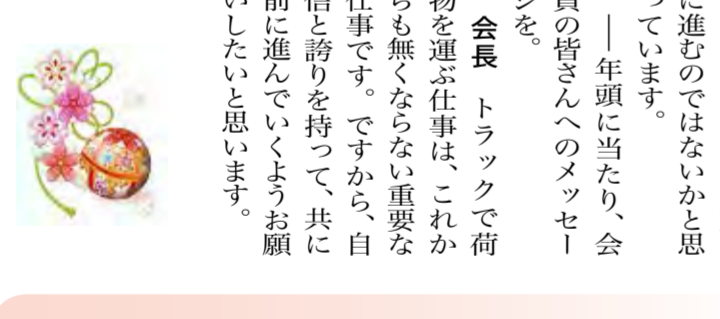 に進むのではないかと思
っています。
――年頭に当たり、会
員の皆さんへのメッセー
ジを。
会長　トラックで荷
物を運ぶ仕事は、これか
らも無くならない重要な
仕事です。ですから、自
信と誇りを持って、共に
前に進んでいくようお願
いしたいと思います。